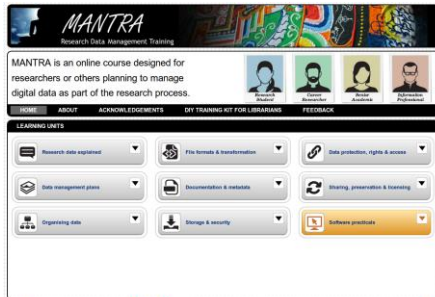 MANTRA
Research Data Management Training
MANTRA is an online course designed for
researchers or others planning to manage
digital data as part of the research process.
Research Student
Career Researcher
Senior Academic
Information Professional
HOME ABOUT ACKNOWLEDGEMENTS DIY TRAINING KIT FOR LIBRARIANS FEEDBACK
LEARNING UNITS
Research data explained
File formats & transformation
Data protection, rights & access
Data management plans
Documentation & metadata
Sharing, preservation & licensing
Organising data
Storage & security
Software practicals